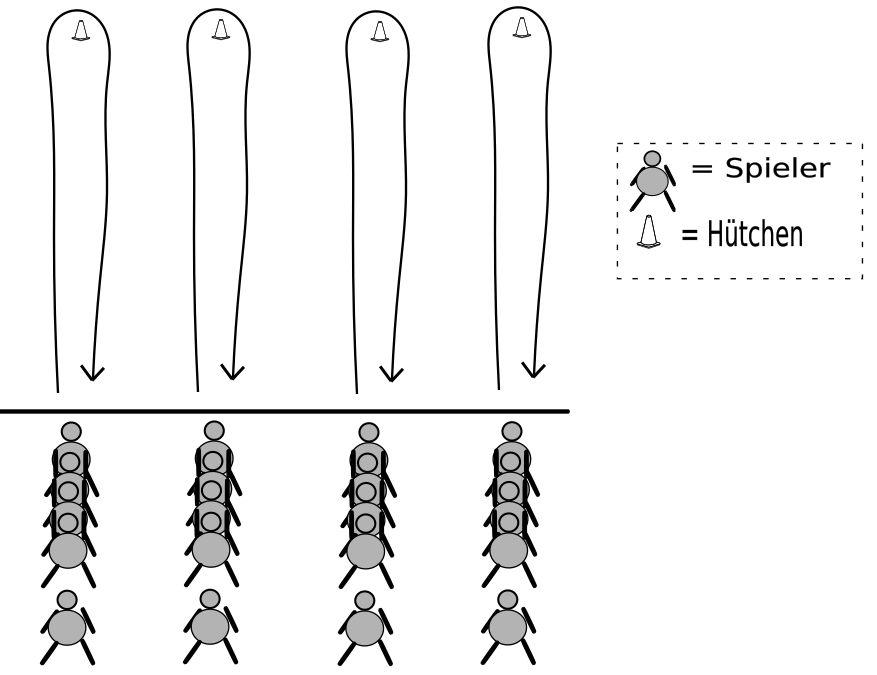 = Spieler
= Hütchen